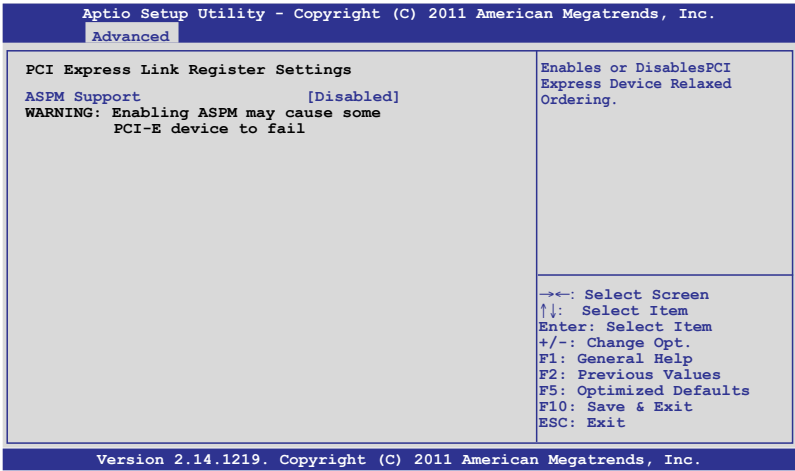 Aptio Setup Utility - Copyright (C) 2011 American Megatrends, Inc.
Advanced
PCI Express Link Register Settings
ASPM Support [Disabled]
WARNING: Enabling ASPM may cause some
PCI-E device to fail
Enables or DisablesPCI
Express Device Relaxed
Ordering.
→←: Select Screen
↑↓: Select Item
Enter: Select Item
+/-: Change Opt.
F1: General Help
F2: Previous Values
F5: Optimized Defaults
F10: Save & Exit
ESC: Exit
Version 2.14.1219. Copyright (C) 2011 American Megatrends, Inc.